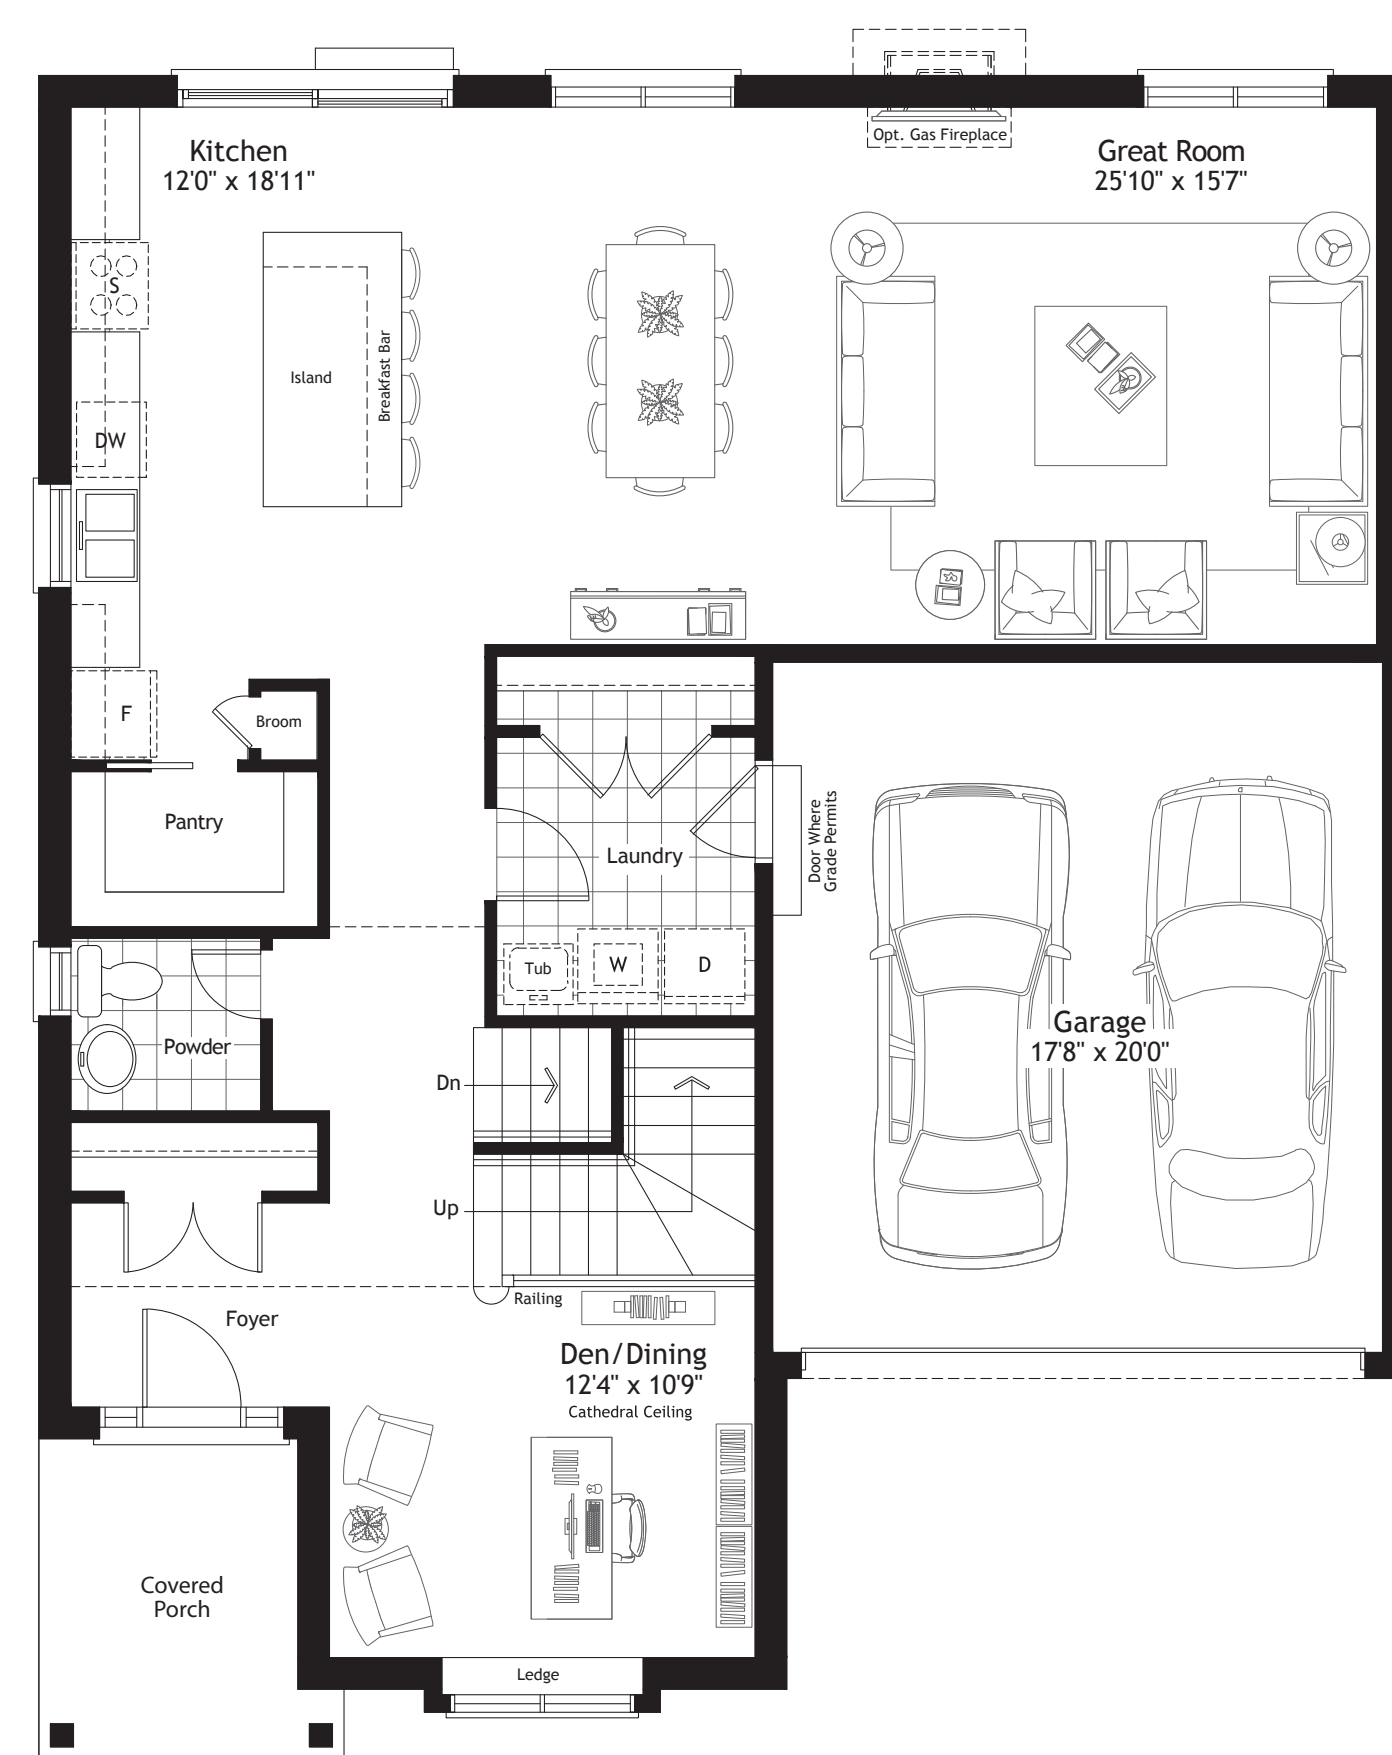 Opt. Gas Fireplace
Kitchen
12'0" x 18'11"
Great Room
25'10" x 15'7"
S
Island
Breakfast Bar
DW
F
Broom
Pantry
Laundry
Door Where
Grade Permits
Tub
W
D
Garage
17'8" x 20'0"
Powder
Dn
Up
Railing
Foyer
Den/Dining
12'4" x 10'9"
Cathedral Ceiling
Covered
Porch
Ledge